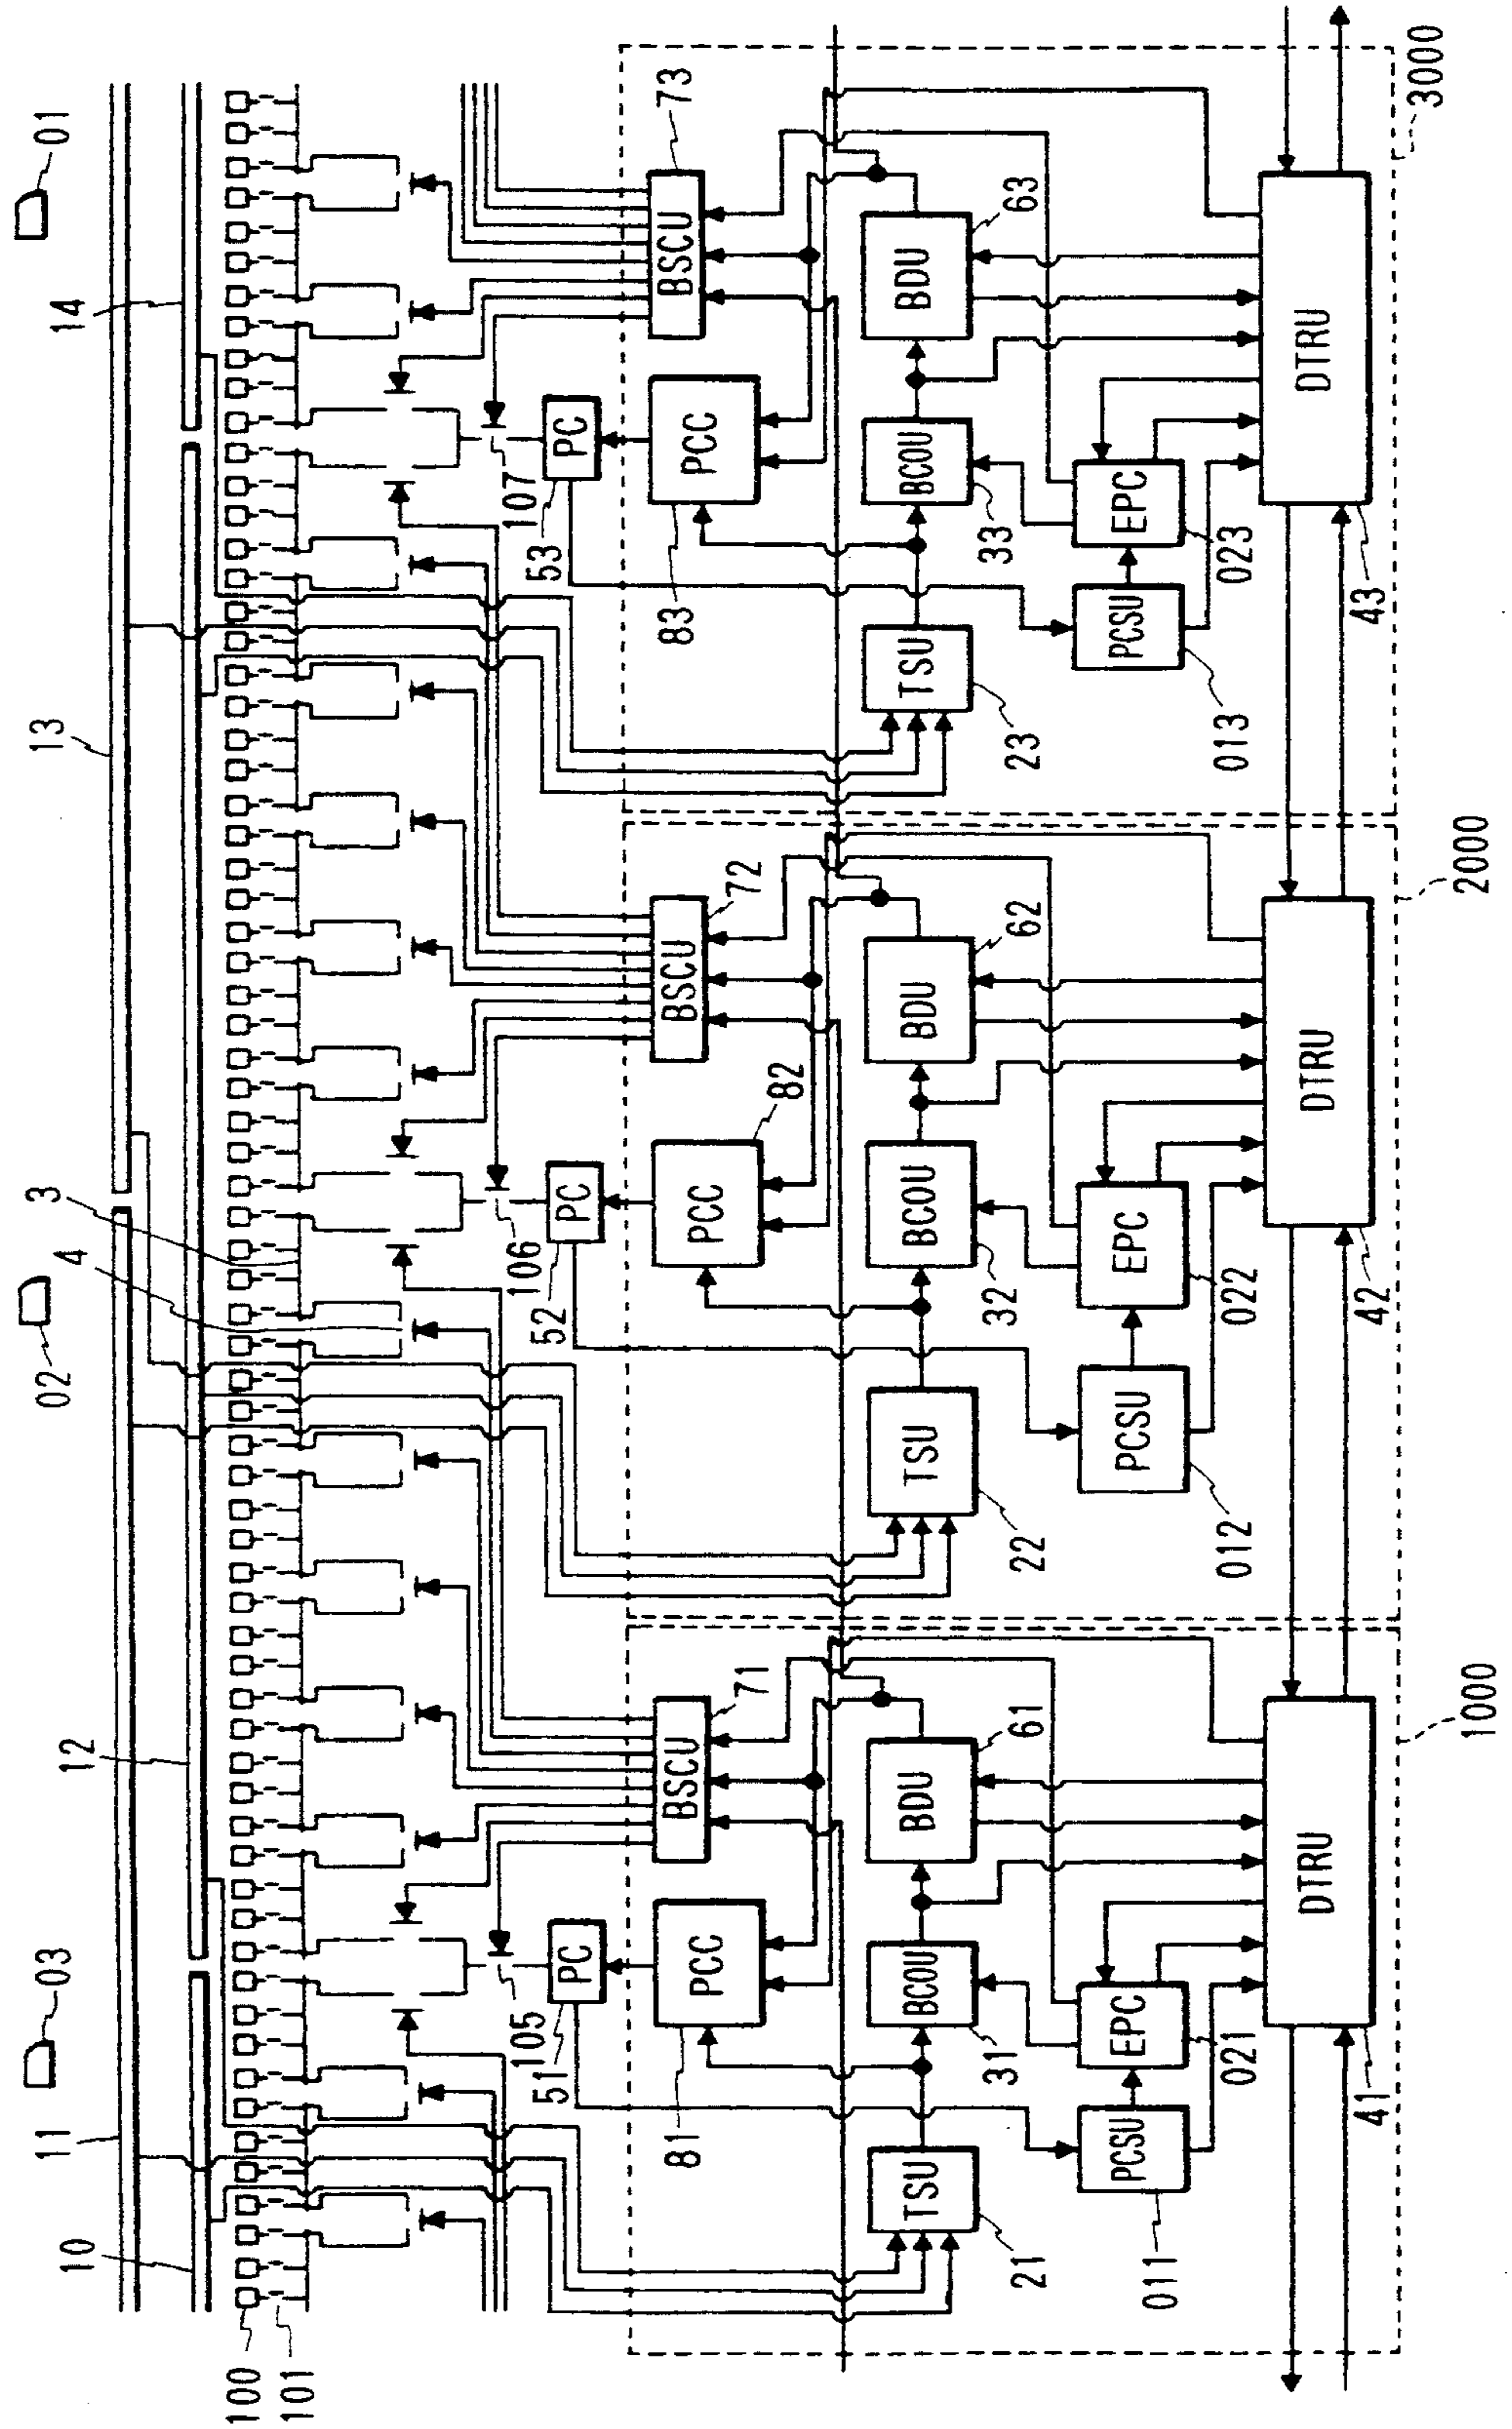 03
02
01
11
13
10
12
4
3
14
100
101
51
105
52
106
53
107
PC
PC
PC
81
PCC
BSCU
71
PCC
82
BSCU
72
83
PCC
BSCU
73
TSU
BCOU
BDU
TSU
BCOU
BDU
TSU
BCOU
BDU
21
31
61
22
32
62
23
33
63
PCSU
EPC
PCSU
EPC
PCSU
EPC
011
021
012
022
013
023
DTRU
DTRU
DTRU
41
42
43
1000
2000
3000